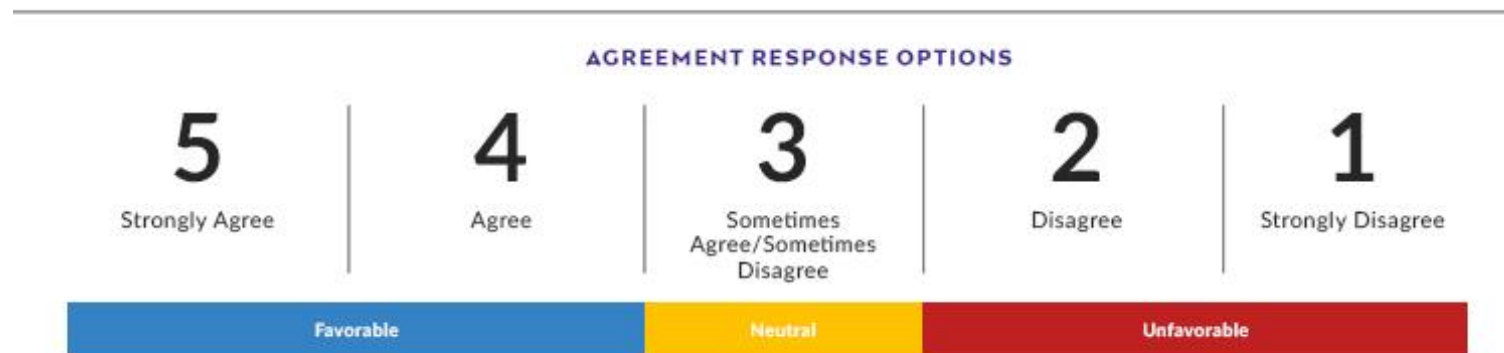 AGREEMENT RESPONSE OPTIONS
5
Strongly Agree
4
Agree
3
Sometimes
Agree/Sometimes
Disagree
2
Disagree
1
Strongly Disagree
Favorable
Neutral
Unfavorable